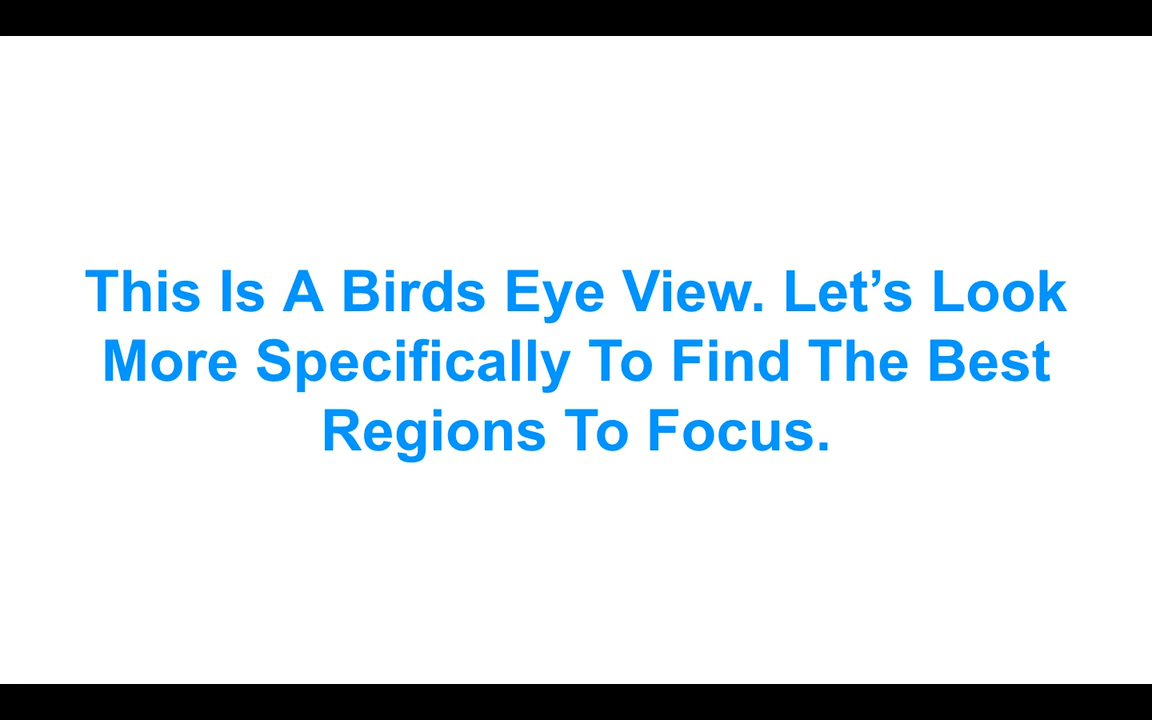 This Is A Birds Eye View. Let’s Look
More Specifically To Find The Best
Regions To Focus.